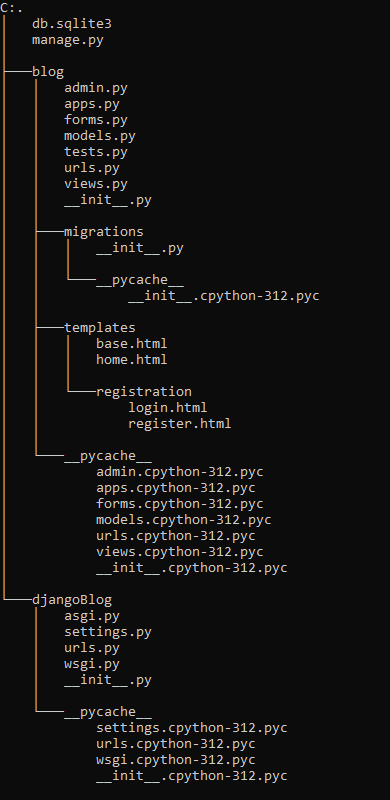 C:.
db.sqlite3
manage.py
blog
admin.py
apps.py
forms.py
models.py
tests.py
urls.py
views.py
__init__.py
migrations
__init__.py
__pycache__
__init__.cpython-312.pyc
templates
base.html
home.html
registration
login.html
register.html
__pycache__
admin.cpython-312.pyc
apps.cpython-312.pyc
forms.cpython-312.pyc
models.cpython-312.pyc
urls.cpython-312.pyc
views.cpython-312.pyc
__init__.cpython-312.pyc
djangoBlog
asgi.py
settings.py
urls.py
wsgi.py
__init__.py
__pycache__
settings.cpython-312.pyc
urls.cpython-312.pyc
wsgi.cpython-312.pyc
__init__.cpython-312.pyc